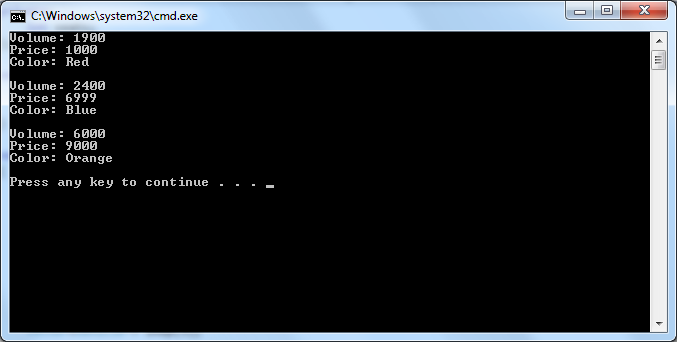 C:\Windows\system32\cmd.exe
Volume: 1900
Price: 1000
Color: Red
Volume: 2400
Price: 6999
Color: Blue
Volume: 6000
Price: 9000
Color: Orange
Press any key to continue . . . _